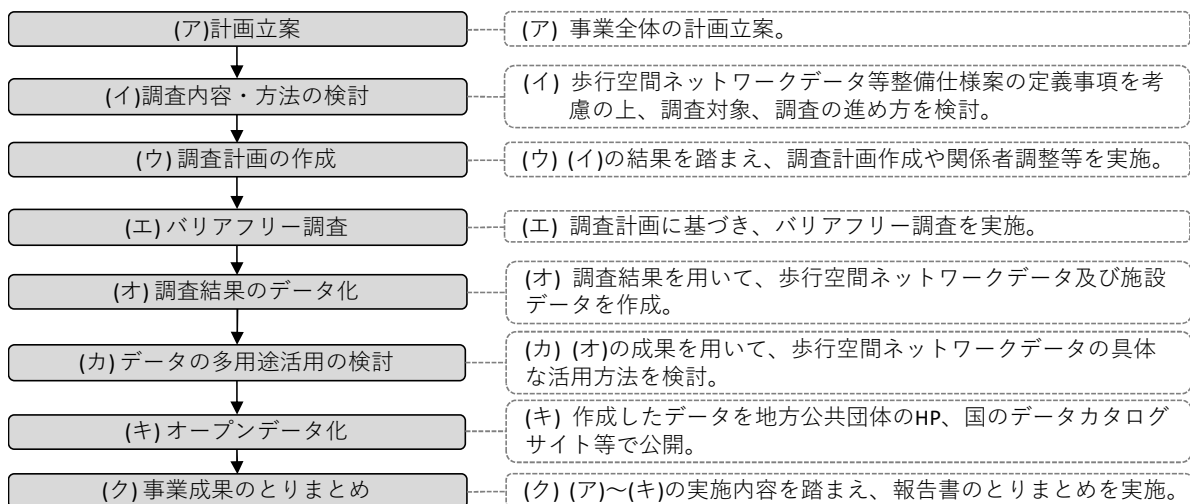 (ア)計画立案
(ア) 事業全体の計画立案。
(イ)調査内容・方法の検討
(イ) 歩行空間ネットワークデータ等整備仕様案の定義事項を考
慮の上、調査対象、調査の進め方を検討。
(ウ) 調査計画の作成
(ウ) (イ)の結果を踏まえ、調査計画作成や関係者調整等を実施。
(エ) バリアフリー調査
(エ) 調査計画に基づき、バリアフリー調査を実施。
(オ) 調査結果のデータ化
(オ) 調査結果を用いて、歩行空間ネットワークデータ及び施設
データを作成。
(カ) データの多用途活用の検討
(カ) (オ)の成果を用いて、歩行空間ネットワークデータの具体
な活用方法を検討。
(キ) オープンデータ化
(キ) 作成したデータを地方公共団体のHP、国のデータカタログ
サイト等で公開。
(ク) 事業成果のとりまとめ
(ク) (ア)～(キ)の実施内容を踏まえ、報告書のとりまとめを実施。